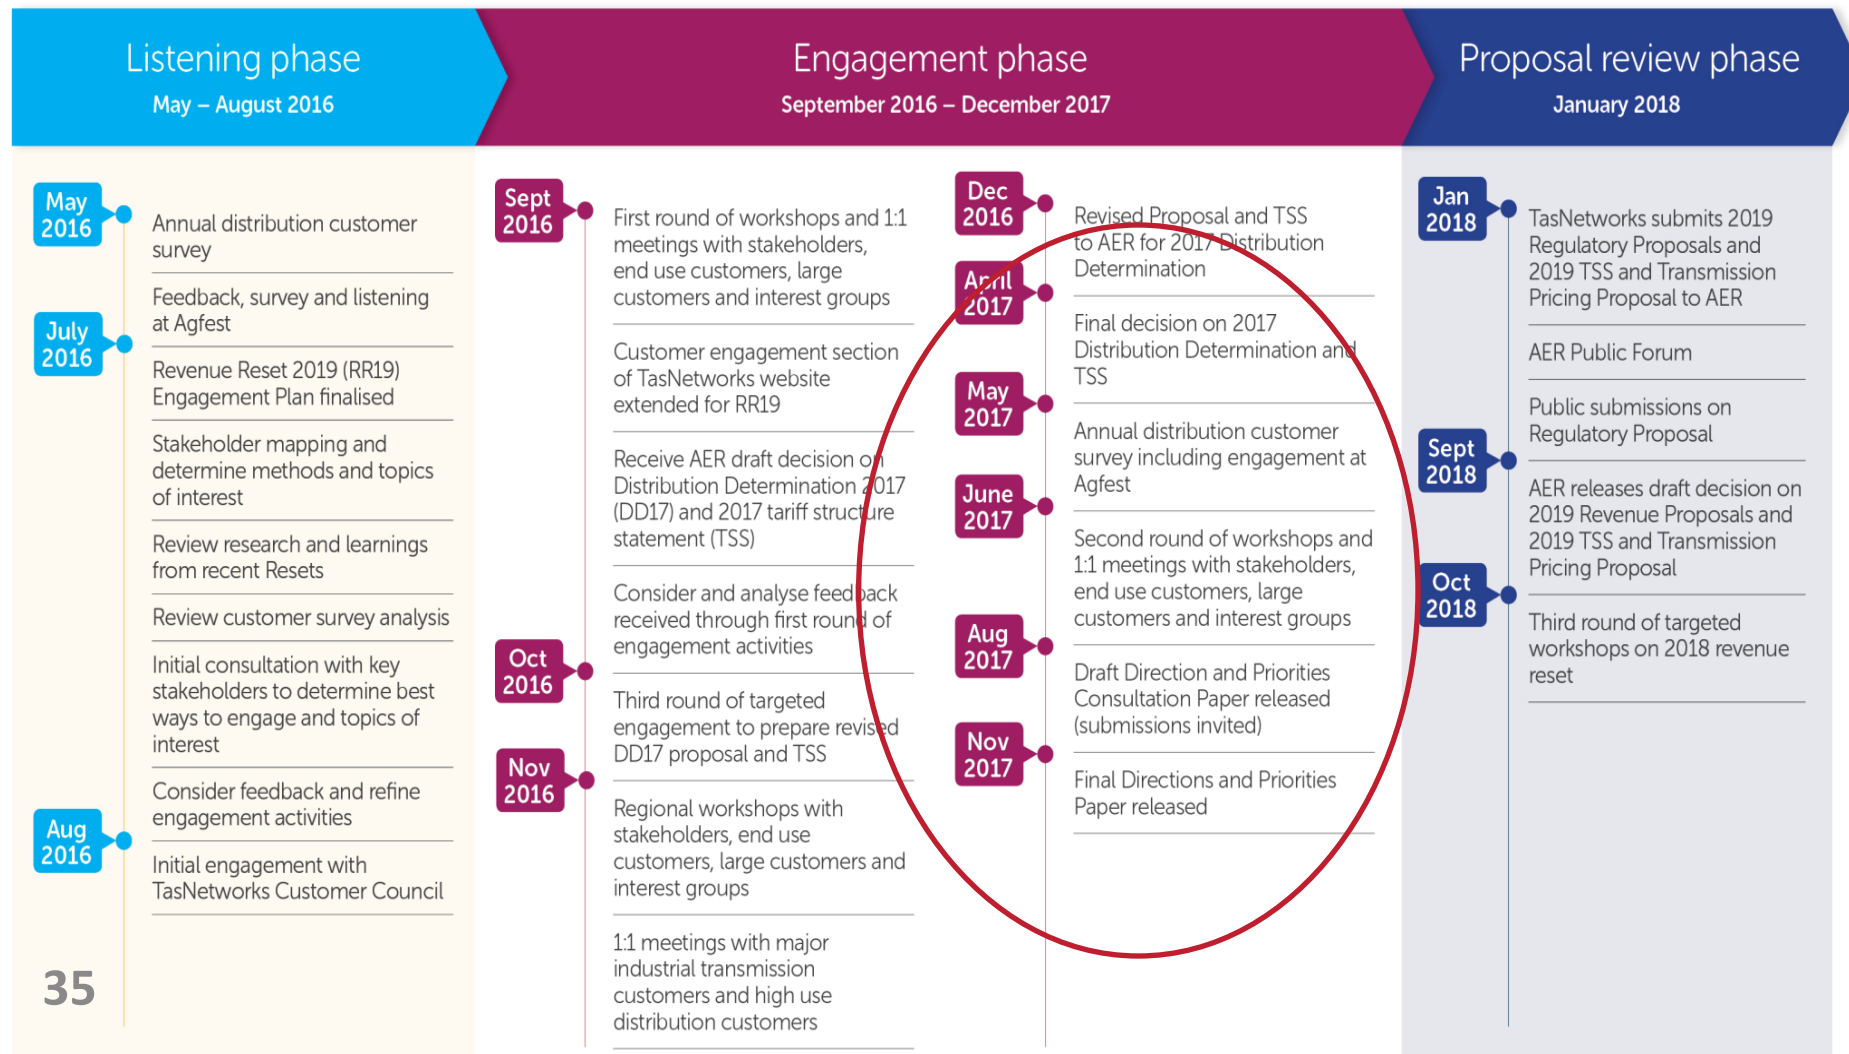 Listening phase
May – August 2016
Engagement phase
September 2016 – December 2017
Proposal review phase
January 2018
May
2016
Annual distribution customer
survey
Feedback, survey and listening
at Agfest
July
2016
Revenue Reset 2019 (RR19)
Engagement Plan finalised
Stakeholder mapping and
determine methods and topics
of interest
Review research and learnings
from recent Resets
Review customer survey analysis
Initial consultation with key
stakeholders to determine best
ways to engage and topics of
interest
Consider feedback and refine
engagement activities
Aug
2016
Initial engagement with
TasNetworks Customer Council
35
Sept
2016
First round of workshops and 1:1
meetings with stakeholders,
end use customers, large
customers and interest groups
Customer engagement section
of TasNetworks website
extended for RR19
Receive AER draft decision on
Distribution Determination 2017
(DD17) and 2017 tariff structure
statement (TSS)
Consider and analyse feedback
received through first round of
engagement activities
Oct
2016
Third round of targeted
engagement to prepare revised
DD17 proposal and TSS
Nov
2016
Regional workshops with
stakeholders, end use
customers, large customers and
interest groups
1:1 meetings with major
industrial transmission
customers and high use
distribution customers
Dec
2016
Revised Proposal and TSS
to AER for 2017 Distribution
Determination
April
2017
Final decision on 2017
Distribution Determination and
TSS
May
2017
Annual distribution customer
survey including engagement at
Agfest
June
2017
Second round of workshops and
1:1 meetings with stakeholders,
end use customers, large
customers and interest groups
Aug
2017
Draft Direction and Priorities
Consultation Paper released
(submissions invited)
Nov
2017
Final Directions and Priorities
Paper released
Jan
2018
TasNetworks submits 2019
Regulatory Proposals and
2019 TSS and Transmission
Pricing Proposal to AER
AER Public Forum
Public submissions on
Regulatory Proposal
Sept
2018
AER releases draft decision on
2019 Revenue Proposals and
2019 TSS and Transmission
Pricing Proposal
Oct
2018
Third round of targeted
workshops on 2018 revenue
reset